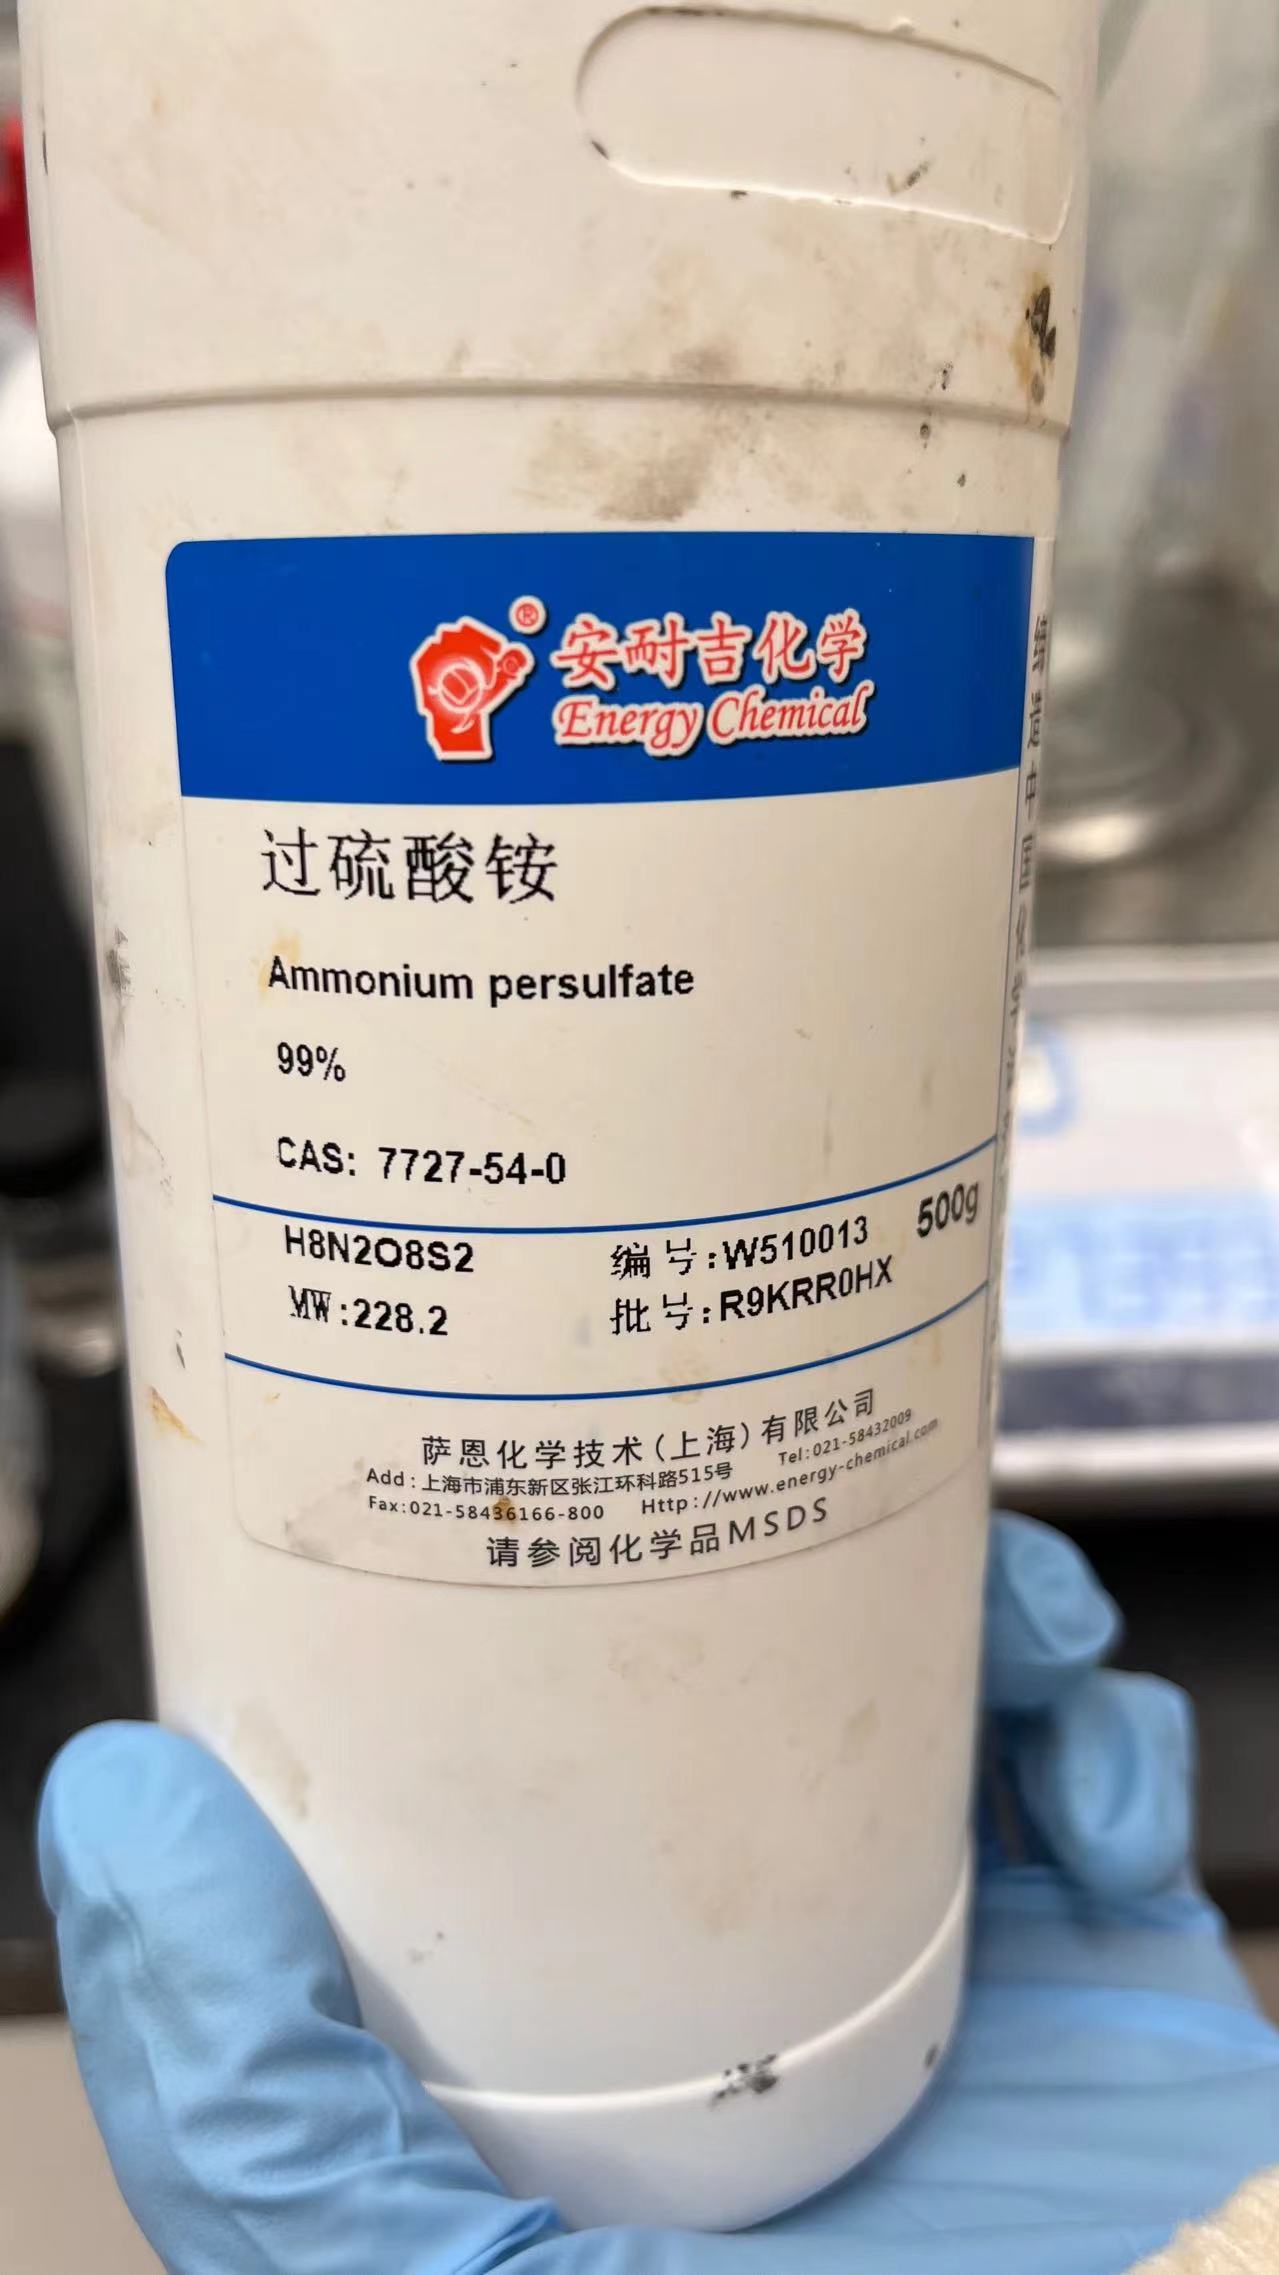 ®
安耐吉化学
Energy Chemical
过硫酸铵
Ammonium persulfate
99%
CAS: 7727-54-0
H8N2O8S2
编号:W510013
500g
MW:228.2
批号:R9KRR0HX
萨恩化学技术(上海)有限公司
Add:上海市浦东新区张江环科路515号
Tel:021-58432009
Fax:021-58436166-800
Http://www.energy-chemical.com
请参阅化学品MSDS